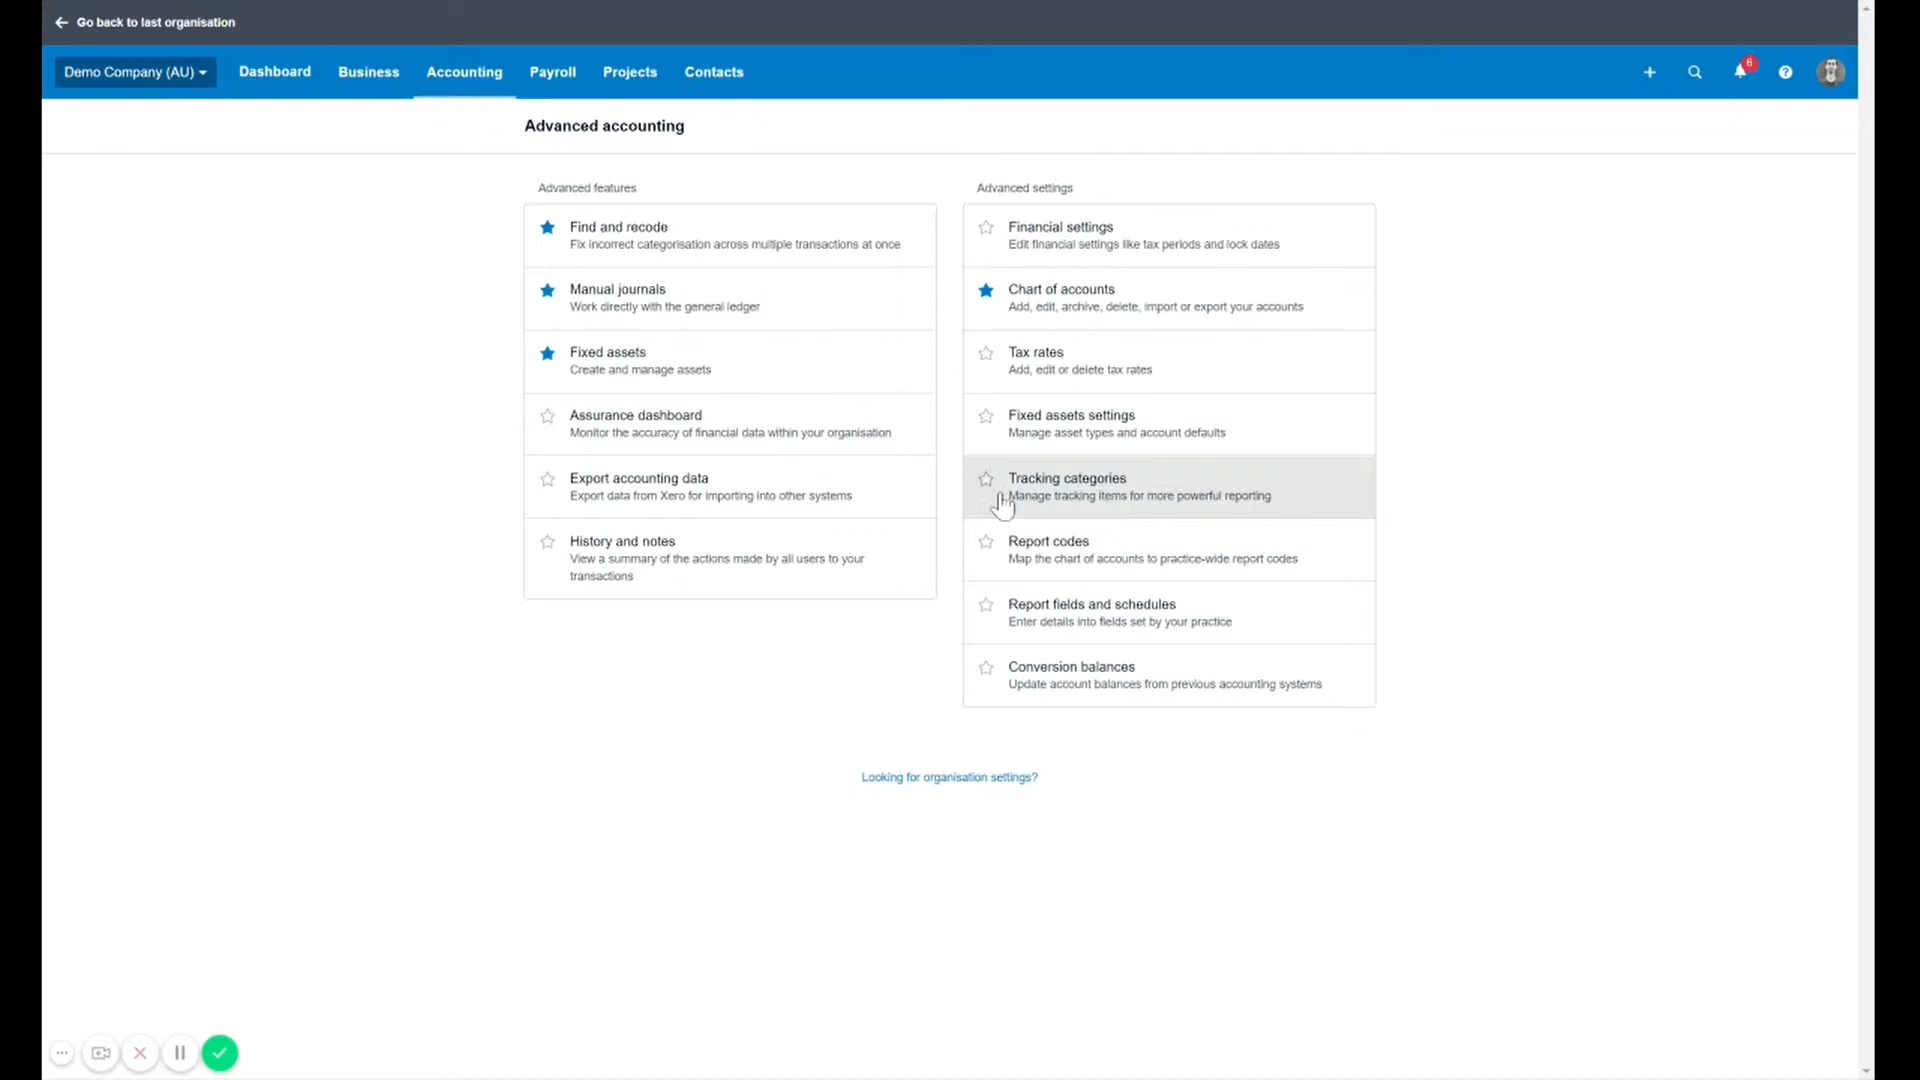 Go back to last organisation
Demo Company (AU)
Dashboard
Business
Accounting
Payroll
Projects
Contacts
6
Advanced accounting
Advanced features
Find and recode
Fix incorrect categorisation across multiple transactions at once
Manual journals
Work directly with the general ledger
Fixed assets
Create and manage assets
Assurance dashboard
Monitor the accuracy of financial data within your organisation
Export accounting data
Export data from Xero for importing into other systems
History and notes
View a summary of the actions made by all users to your
transactions
Advanced settings
Financial settings
Edit financial settings like tax periods and lock dates
Chart of accounts
Add, edit, archive, delete, import or export your accounts
Tax rates
Add, edit or delete tax rates
Fixed assets settings
Manage asset types and account defaults
Tracking categories
Manage tracking items for more powerful reporting
Report codes
Map the chart of accounts to practice-wide report codes
Report fields and schedules
Enter details into fields set by your practice
Conversion balances
Update account balances from previous accounting systems
Looking for organisation settings?